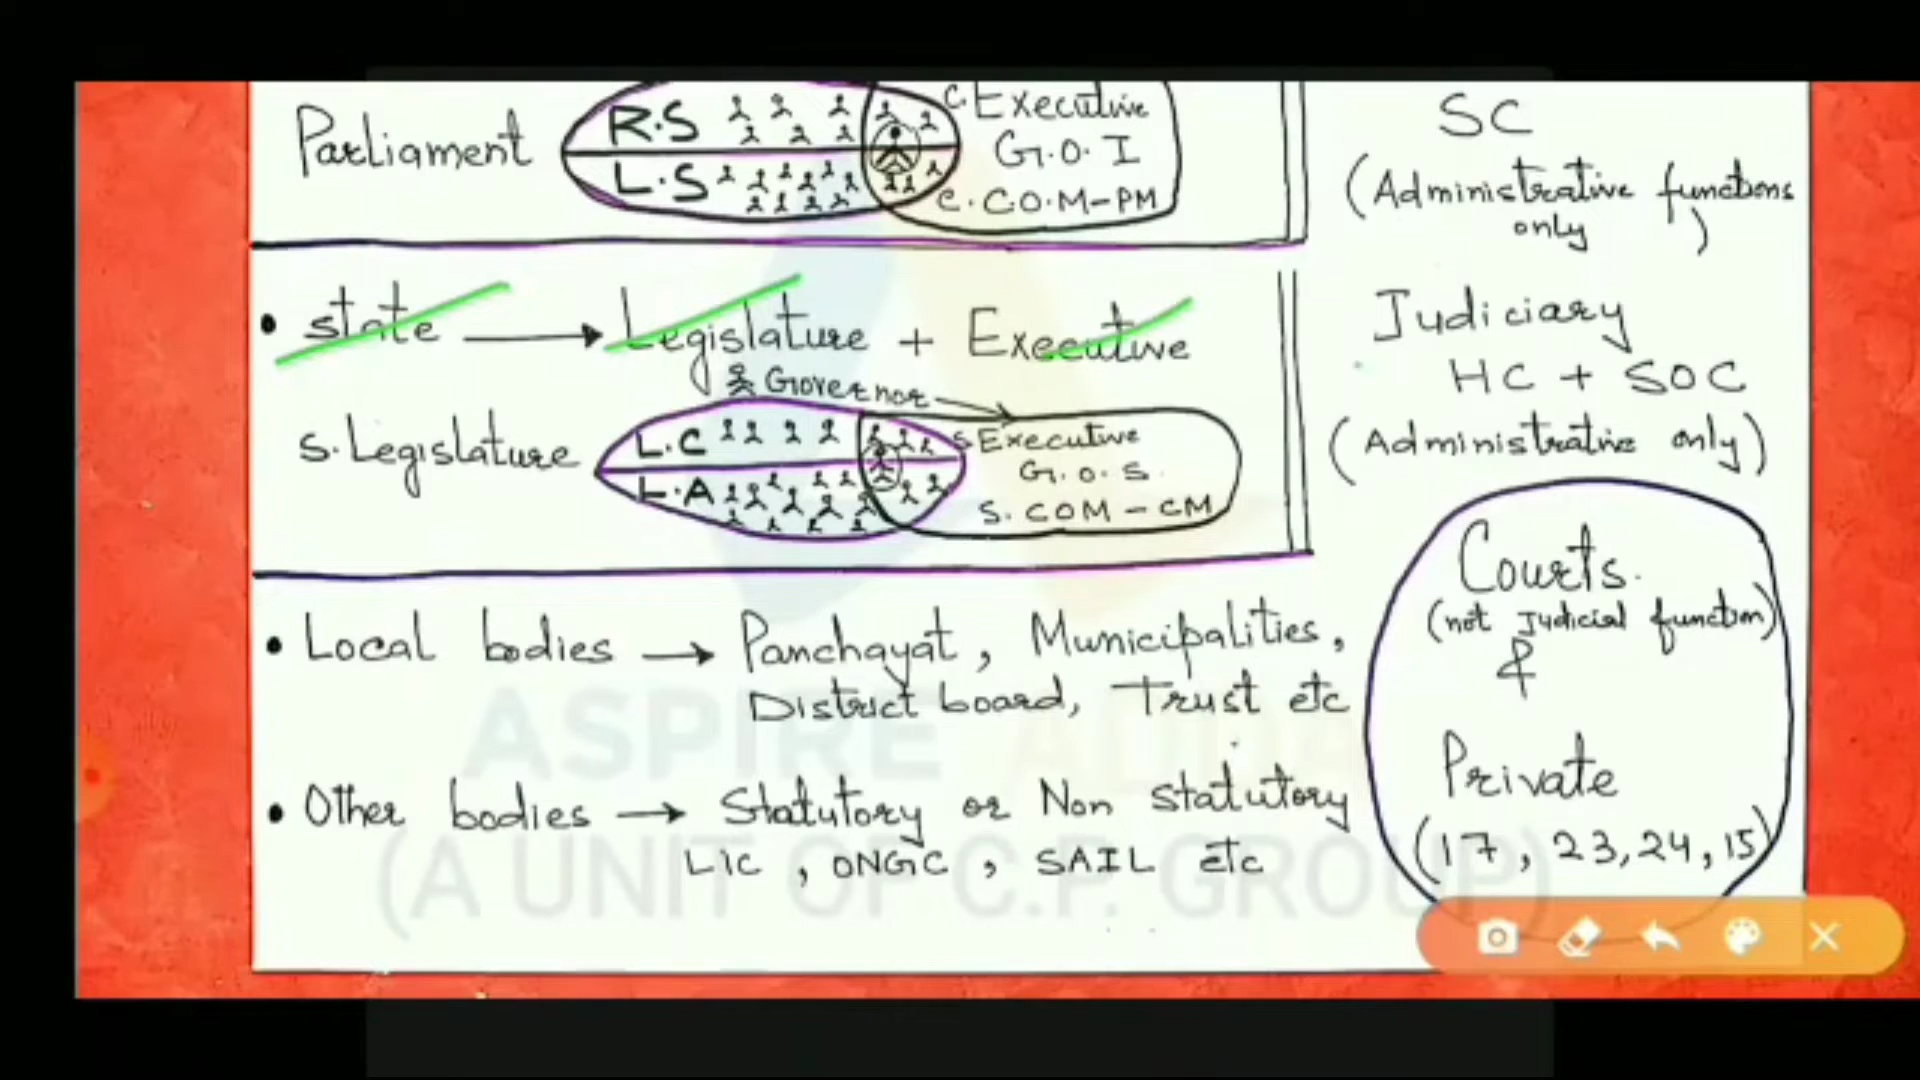 Parliament
R.S
L.S
C. Executive
G.O.I
C.C.O.M-PM
SC
(Administrative functions
only)
• state → Legislature + Executive
Governor
S. Legislature
L.C
L.A
S. Executive
G.O.S.
S. COM - CM
Judiciary
HC + SOC
(Administrative only)
• Local bodies → Panchayat, Municipalities,
District board, Trust etc
• Other bodies → Statutory or Non statutory
LIC, ONGC, SAIL etc
Courts.
(not Judicial function)
&
Private
(17, 23, 24, 15)
ASPIRE ADDA
(A UNIT OF C.P. GROUP)